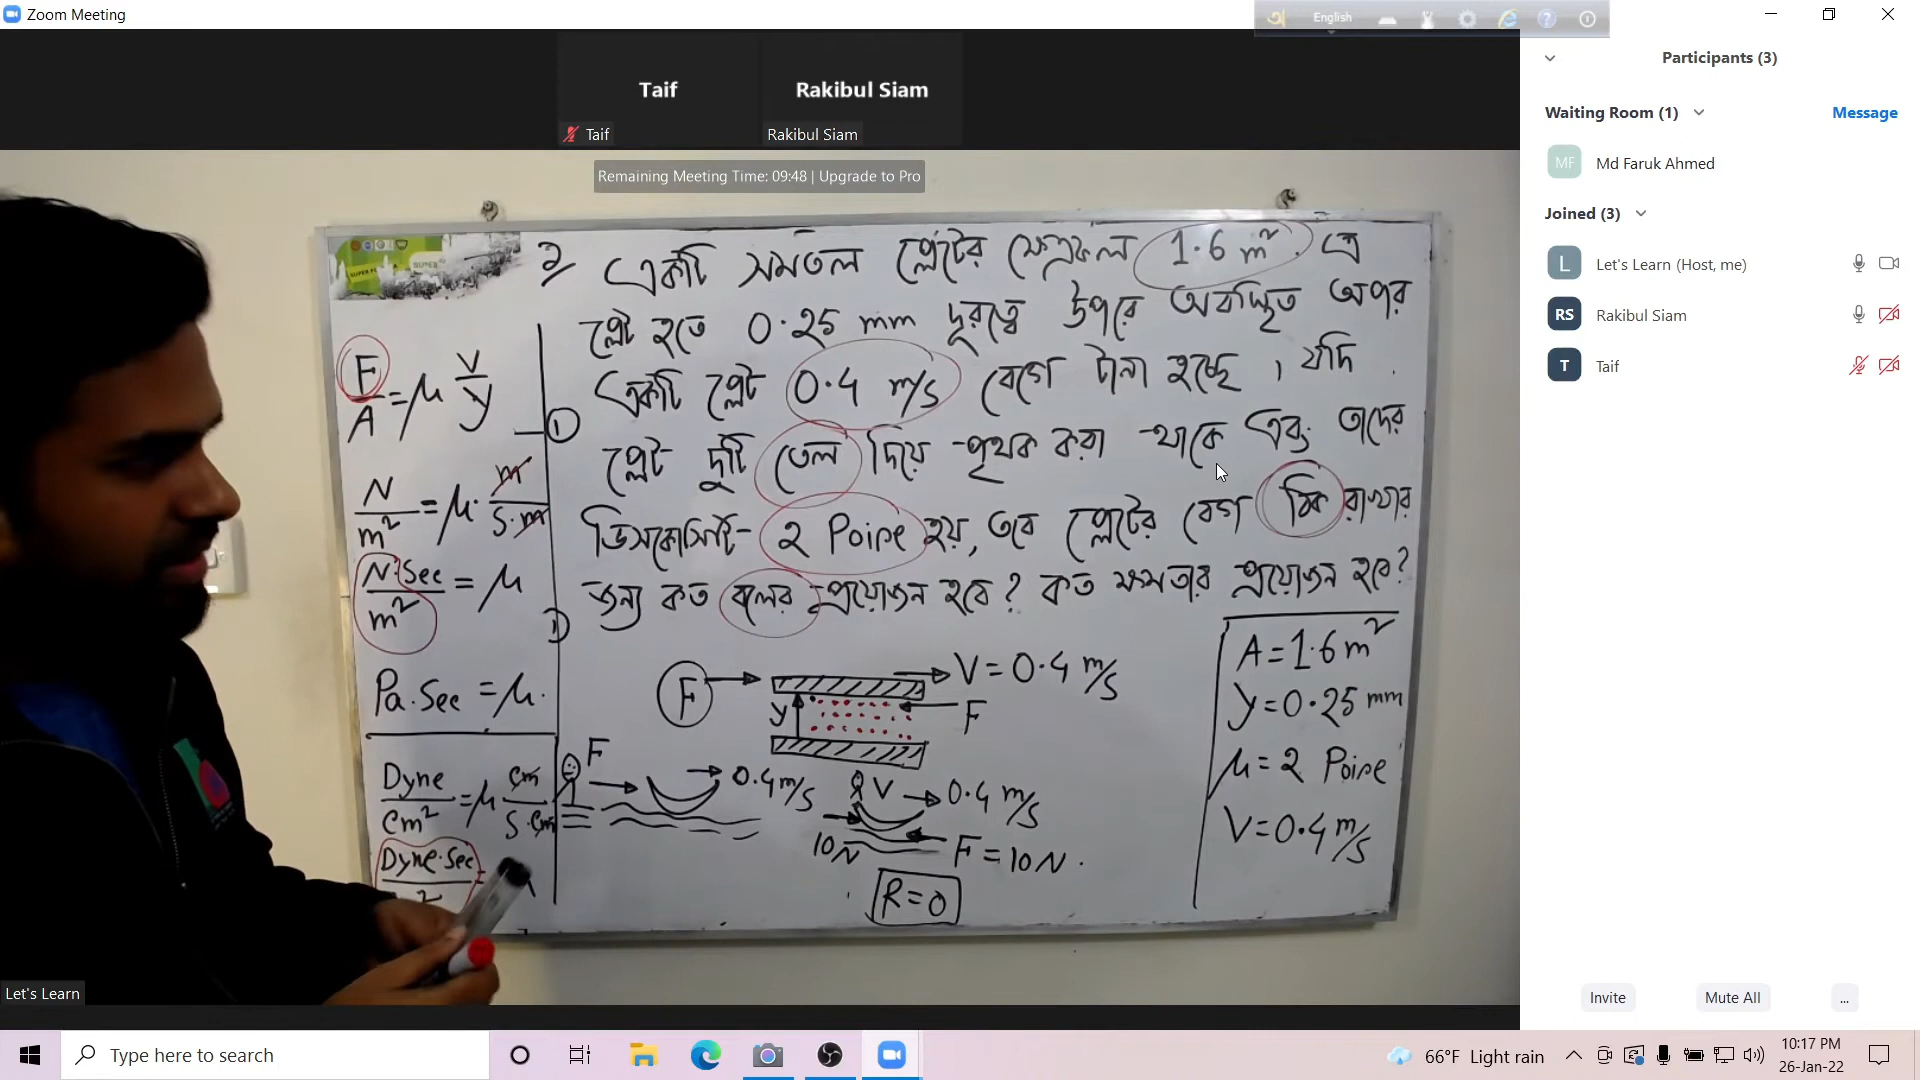 Zoom Meeting
English
Taif
Rakibul Siam
Taif
Rakibul Siam
Remaining Meeting Time: 09:48 | Upgrade to Pro
২/ একটি সমতল প্লেটের ক্ষেত্রফল 1.6 m². এ
প্লেট হতে 0.25 mm দূরত্বে উপরে অবস্থিত অপর
একটি প্লেট 0.4 m/s বেগে টানা হচ্ছে, যদি
প্লেট দুটি তেল দিয়ে পৃথক করা থাকে এবং তাদের
ভিসকোসিটি 2 Poise হয়, তবে প্লেটের বেগ ঠিক রাখার
জন্য কত বলের প্রয়োজন হবে? কত ক্ষমতার প্রয়োজন হবে?
F/A = μ V/y
N/m² = μ. m/s.m
N.Sec/m² = μ
Pa.Sec = μ.
Dyne/cm² = μ cm/s.cm
Dyne.Sec
F
V = 0.4 m/s
y
F
F
0.4 m/s
V
0.4 m/s
10N
F = 10N.
R = 0
A = 1.6 m²
y = 0.25 mm
μ = 2 Poise
V = 0.4 m/s
Let's Learn
Participants (3)
Waiting Room (1)
Message
MF
Md Faruk Ahmed
Joined (3)
L
Let's Learn (Host, me)
RS
Rakibul Siam
T
Taif
Invite
Mute All
...
Type here to search
66°F Light rain
10:17 PM
26-Jan-22